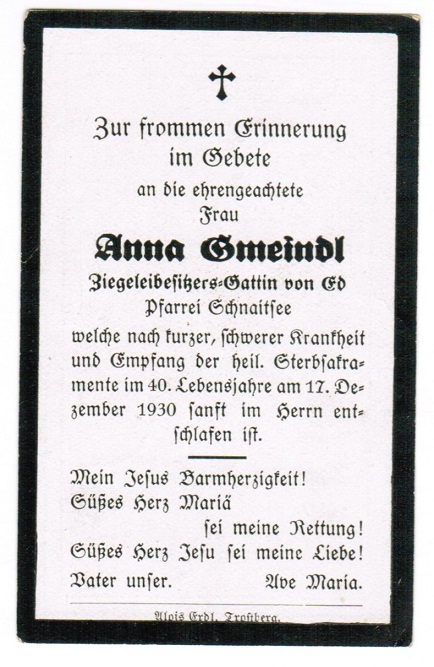 Zur frommen Erinnerung
im Gebete
an die ehrengeachtete
Frau
Anna Gmeindl
Ziegeleibesitzers-Gattin von Ed
Pfarrei Schnaitsee
welche nach kurzer, schwerer Krankheit
und Empfang der heil. Sterbsakra-
mente im 40. Lebensjahre am 17. De-
zember 1930 sanft im Herrn ent-
schlafen ist.
Mein Jesus Barmherzigkeit!
Süßes Herz Mariä
sei meine Rettung!
Süßes Herz Jesu sei meine Liebe!
Vater unser. Ave Maria.
Alois Erdl, Trostberg.